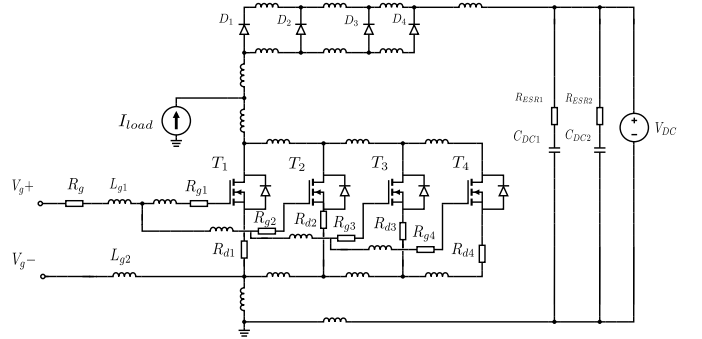 D1 D2 D3 D4
RESR1 RESR2
Iload
CDC1 CDC2 VDC
T1 T2 T3 T4
Vg+ Rg Lg1 Rg1
Rg2 Rd2 Rg3 Rd3 Rg4
Rd1 Rd4
Vg− Lg2